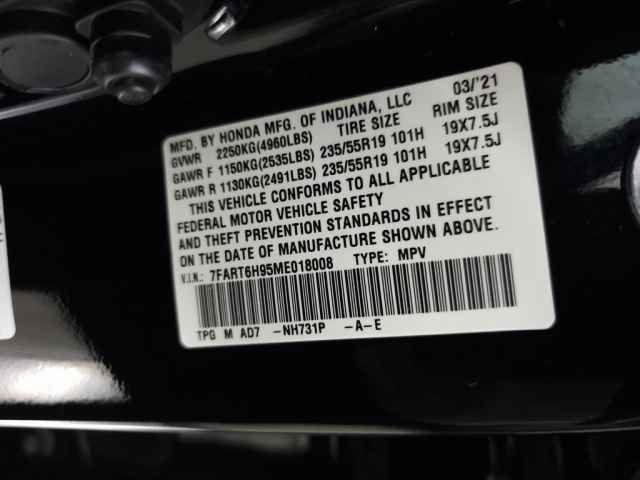 MFD. BY HONDA MFG. OF INDIANA, LLC 03/'21
GVWR 2250KG(4960LBS) TIRE SIZE RIM SIZE
GAWR F 1150KG(2535LBS) 235/55R19 101H 19X7.5J
GAWR R 1130KG(2491LBS) 235/55R19 101H 19X7.5J
THIS VEHICLE CONFORMS TO ALL APPLICABLE
FEDERAL MOTOR VEHICLE SAFETY
AND THEFT PREVENTION STANDARDS IN EFFECT
ON THE DATE OF MANUFACTURE SHOWN ABOVE.
V.I.N.: 7FART6H95ME018008 TYPE: MPV
TPG M AD7 -NH731P -A-E